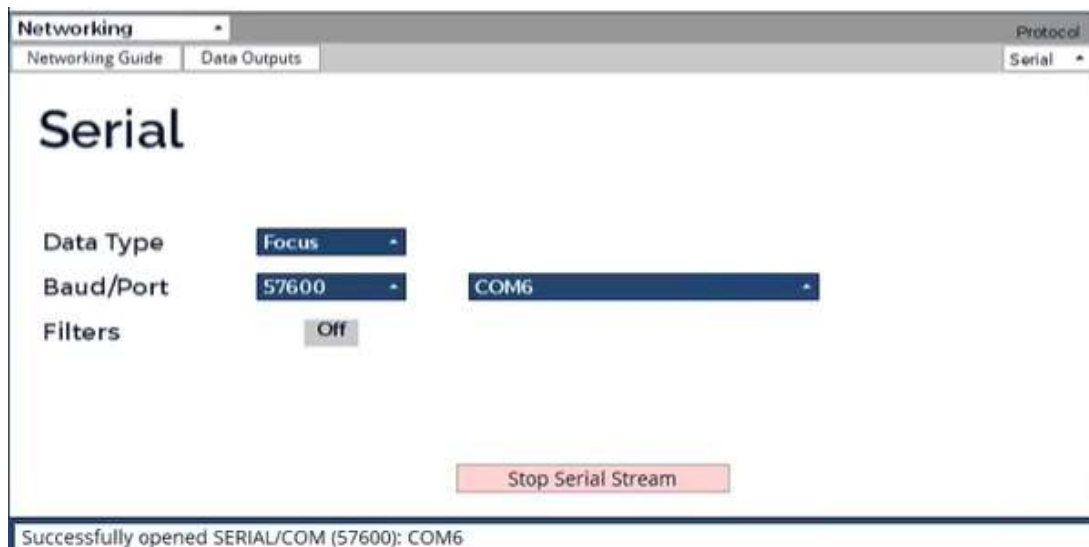 Networking
Protocol
Networking Guide Data Outputs Serial
Serial
Data Type Focus
Baud/Port 57600 COM6
Filters Off
Stop Serial Stream
Successfully opened SERIAL/COM (57600): COM6